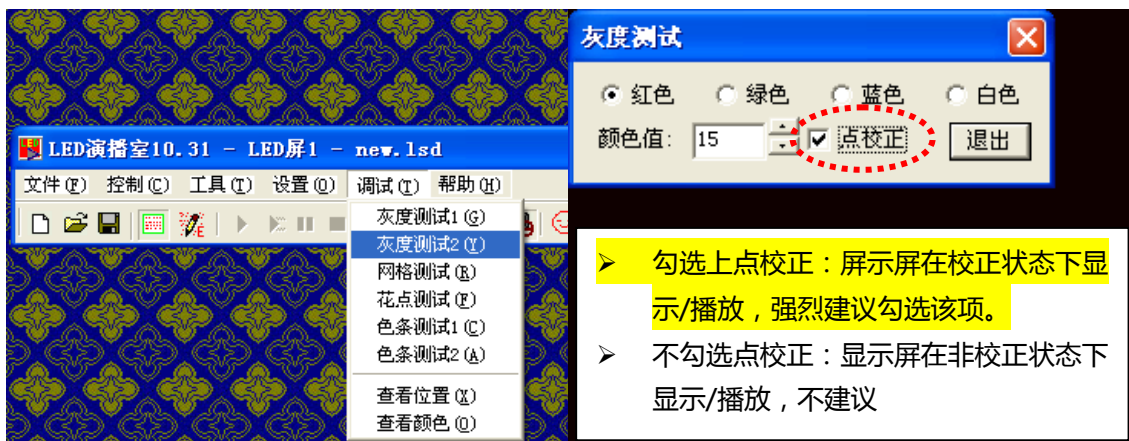 LED演播室10.31 - LED屏1 - new.lsd
文件(F) 控制(C) 工具(T) 设置(O) 调试(T) 帮助(H)
灰度测试1(G)
灰度测试2(Y)
网格测试(R)
花点测试(F)
色条测试1(C)
色条测试2(A)
查看位置(X)
查看颜色(O)
灰度测试
红色 绿色 蓝色 白色
颜色值: 15 点校正 退出
➢ 勾选上点校正：屏示屏在校正状态下显
示/播放，强烈建议勾选该项。
➢ 不勾选点校正：显示屏在非校正状态下
显示/播放，不建议